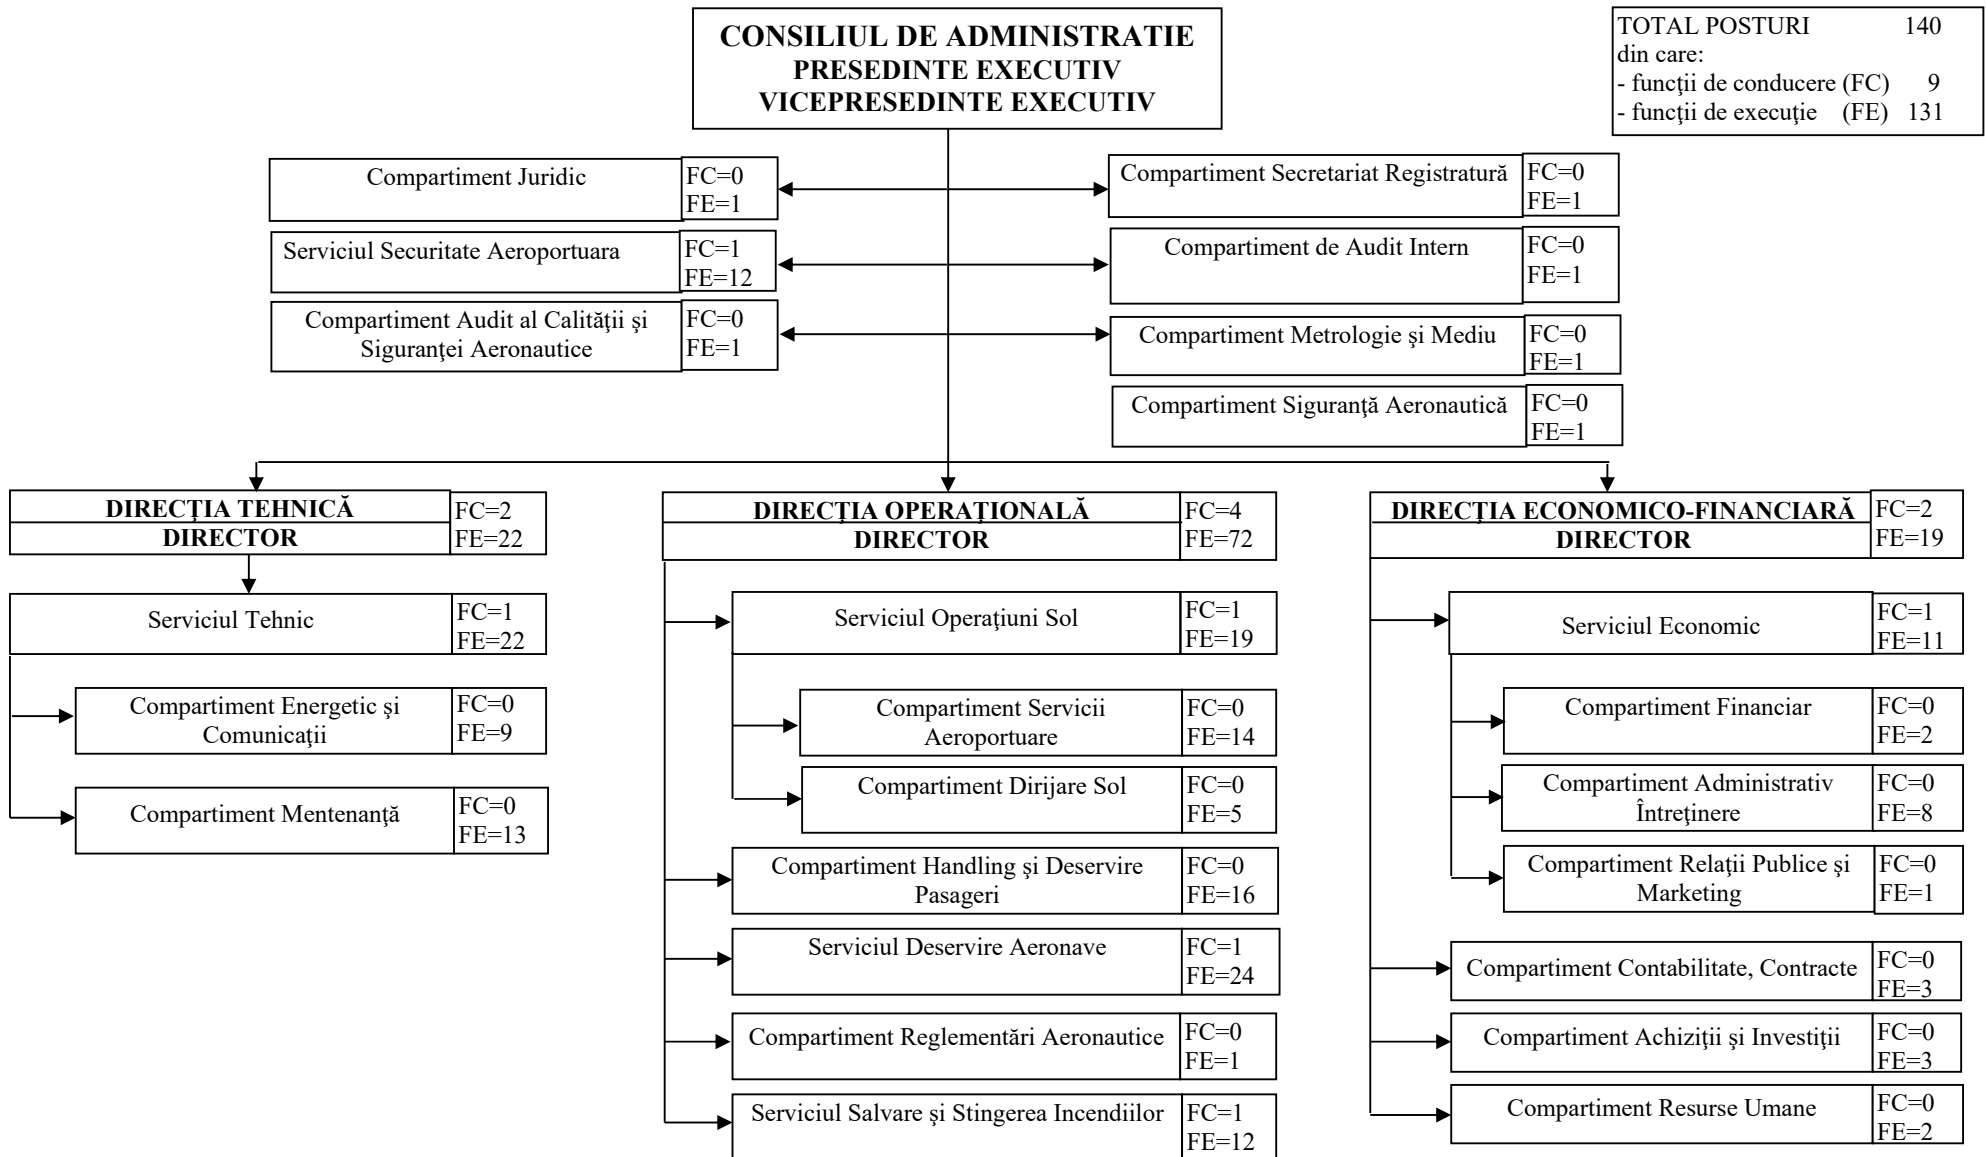 CONSILIUL DE ADMINISTRATIE
PRESEDINTE EXECUTIV
VICEPRESEDINTE EXECUTIV
TOTAL POSTURI 140
din care:
- funcţii de conducere (FC) 9
- funcţii de execuţie (FE) 131
Compartiment Juridic
FC=0
FE=1
Compartiment Secretariat Registratură
FC=0
FE=1
Serviciul Securitate Aeroportuara
FC=1
FE=12
Compartiment de Audit Intern
FC=0
FE=1
Compartiment Audit al Calităţii şi
Siguranţei Aeronautice
FC=0
FE=1
Compartiment Metrologie şi Mediu
FC=0
FE=1
Compartiment Siguranţă Aeronautică
FC=0
FE=1
DIRECŢIA TEHNICĂ
DIRECTOR
FC=2
FE=22
Serviciul Tehnic
FC=1
FE=22
Compartiment Energetic şi
Comunicaţii
FC=0
FE=9
Compartiment Mentenanţă
FC=0
FE=13
DIRECŢIA OPERAŢIONALĂ
DIRECTOR
FC=4
FE=72
Serviciul Operaţiuni Sol
FC=1
FE=19
Compartiment Servicii
Aeroportuare
FC=0
FE=14
Compartiment Dirijare Sol
FC=0
FE=5
Compartiment Handling şi Deservire
Pasageri
FC=0
FE=16
Serviciul Deservire Aeronave
FC=1
FE=24
Compartiment Reglementări Aeronautice
FC=0
FE=1
Serviciul Salvare şi Stingerea Incendiilor
FC=1
FE=12
DIRECŢIA ECONOMICO-FINANCIARĂ
DIRECTOR
FC=2
FE=19
Serviciul Economic
FC=1
FE=11
Compartiment Financiar
FC=0
FE=2
Compartiment Administrativ
Întreţinere
FC=0
FE=8
Compartiment Relaţii Publice şi
Marketing
FC=0
FE=1
Compartiment Contabilitate, Contracte
FC=0
FE=3
Compartiment Achiziţii şi Investiţii
FC=0
FE=3
Compartiment Resurse Umane
FC=0
FE=2